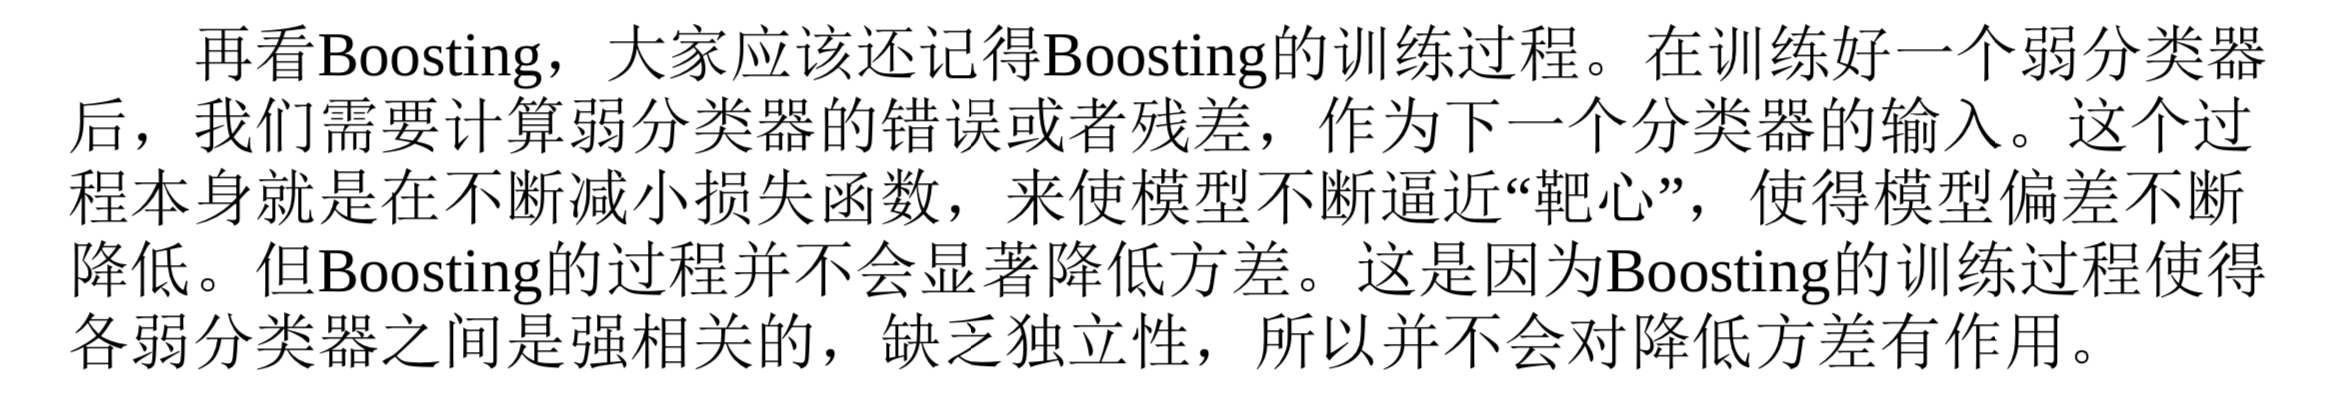 再看Boosting，大家应该还记得Boosting的训练过程。在训练好一个弱分类器
后，我们需要计算弱分类器的错误或者残差，作为下一个分类器的输入。这个过
程本身就是在不断减小损失函数，来使模型不断逼近“靶心”，使得模型偏差不断
降低。但Boosting的过程并不会显著降低方差。这是因为Boosting的训练过程使得
各弱分类器之间是强相关的，缺乏独立性，所以并不会对降低方差有作用。